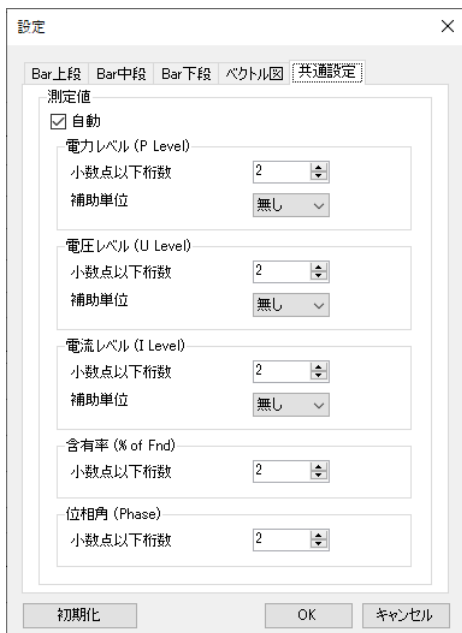 設定
Bar上段 Bar中段 Bar下段 ベクトル図 共通設定
測定値
自動
電力レベル (P Level)
小数点以下桁数 2
補助単位 無し
電圧レベル (U Level)
小数点以下桁数 2
補助単位 無し
電流レベル (I Level)
小数点以下桁数 2
補助単位 無し
含有率 (% of Fnd)
小数点以下桁数 2
位相角 (Phase)
小数点以下桁数 2
初期化 OK キャンセル